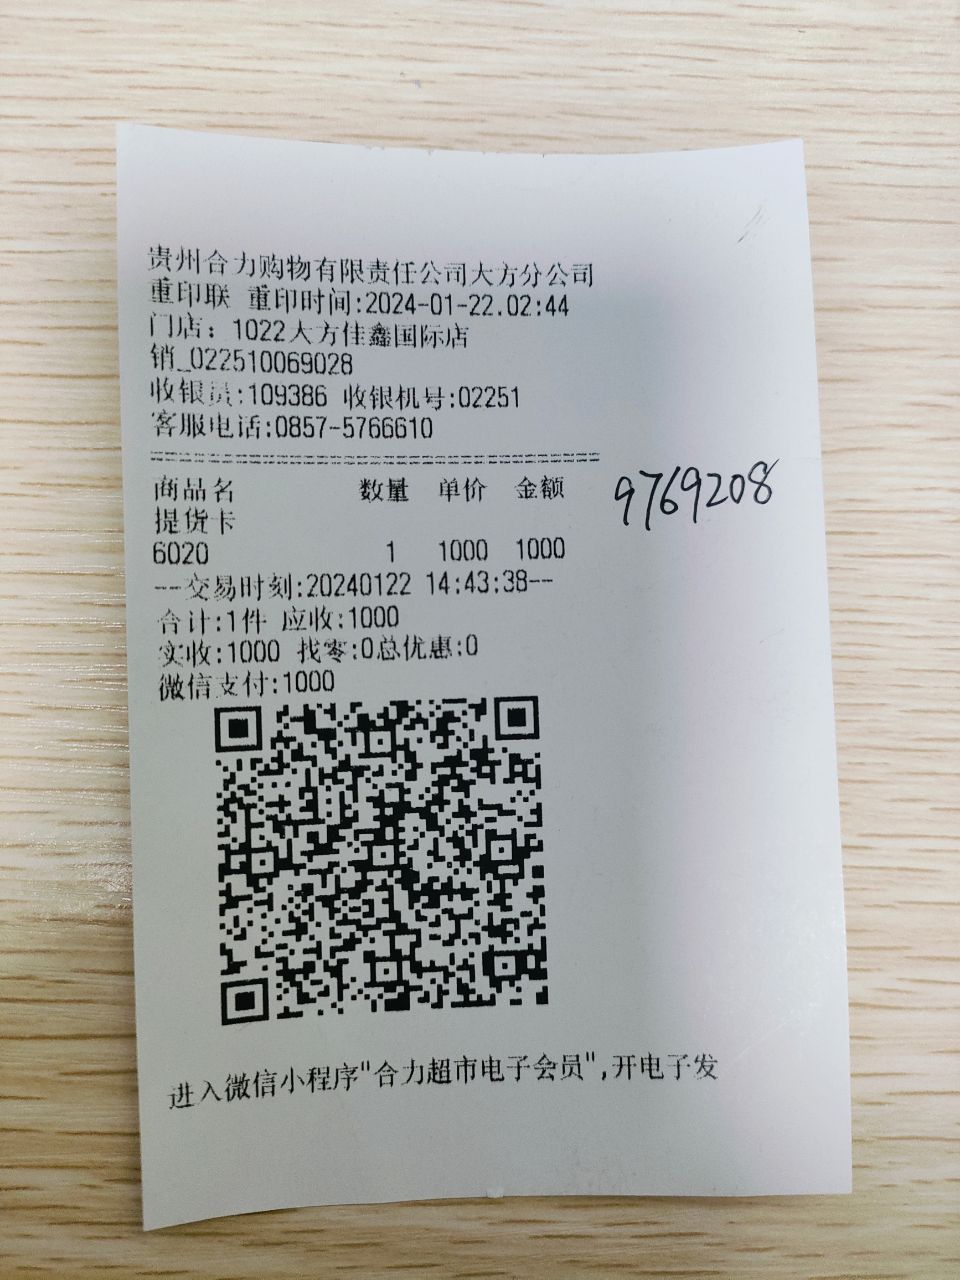 贵州合力购物有限责任公司大方分公司
重印联 重印时间:2024-01-22.02:44
门店: 1022大方佳鑫国际店
销_022510069028
收银员:109386 收银机号:02251
客服电话:0857-5766610
商品名 数量 单价 金额
9769208
提货卡
6020 1 1000 1000
--交易时刻:20240122 14:43:38--
合计:1件 应收:1000
实收:1000 找零:0总优惠:0
微信支付:1000
进入微信小程序"合力超市电子会员",开电子发